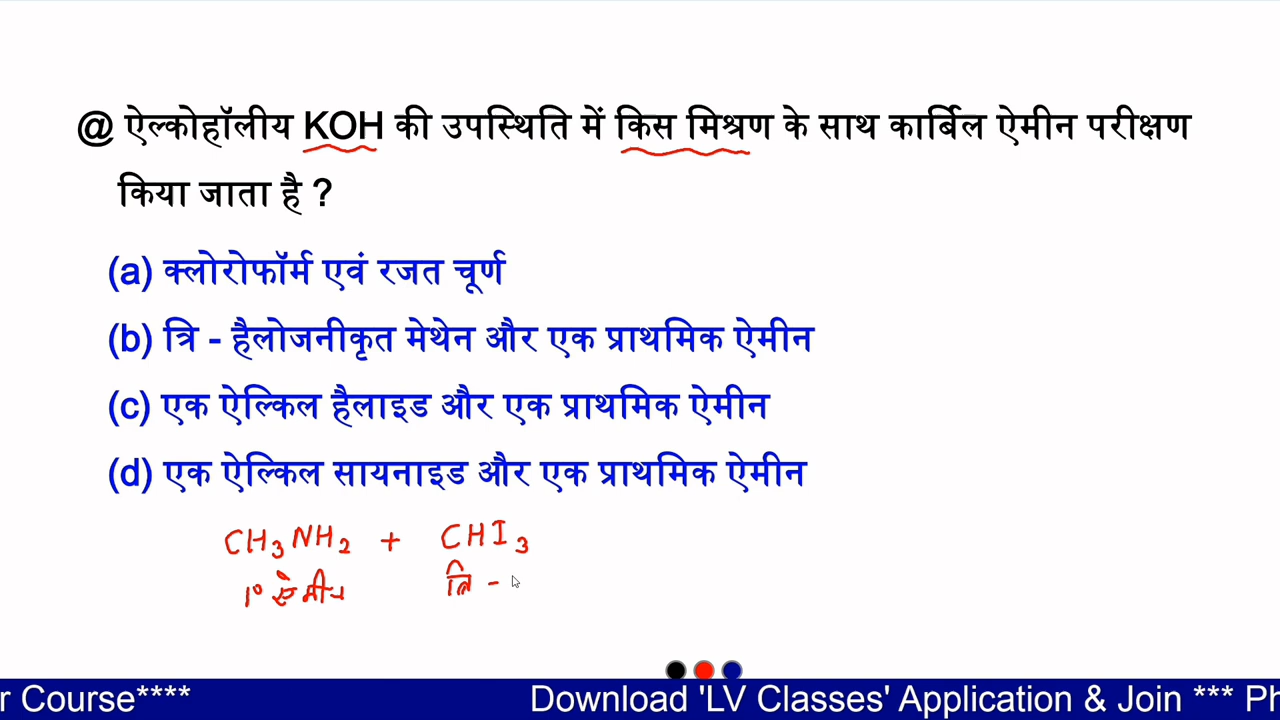 @ ऐल्कोहॉलीय KOH की उपस्थिति में किस मिश्रण के साथ कार्बिल ऐमीन परीक्षण
किया जाता है ?
(a) क्लोरोफॉर्म एवं रजत चूर्ण
(b) त्रि - हैलोजनीकृत मेथेन और एक प्राथमिक ऐमीन
(c) एक ऐल्किल हैलाइड और एक प्राथमिक ऐमीन
(d) एक ऐल्किल सायनाइड और एक प्राथमिक ऐमीन
CH₃NH₂ + CHI₃
1° ऐमीन त्रि -
r Course**** Download 'LV Classes' Application & Join *** Ph